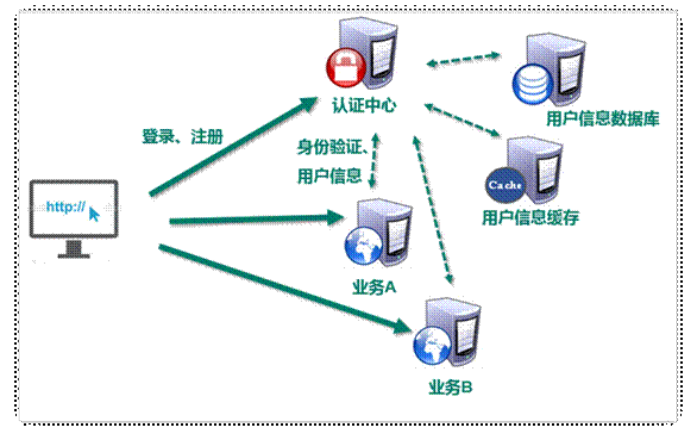 认证中心
用户信息数据库
登录、注册
身份验证、
用户信息
Cache
用户信息缓存
http://
业务A
业务B